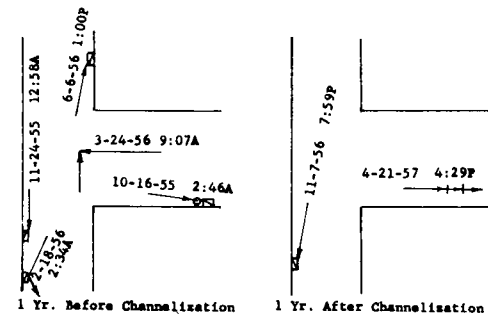 6-6-56 1:00P
11-24-55 12:58A
3-24-56 9:07A
10-16-55 2:46A
2-18-56
2:34A
1 Yr. Before Channelization
11-7-56 7:59P
4-21-57 4:29P
1 Yr. After Channelization